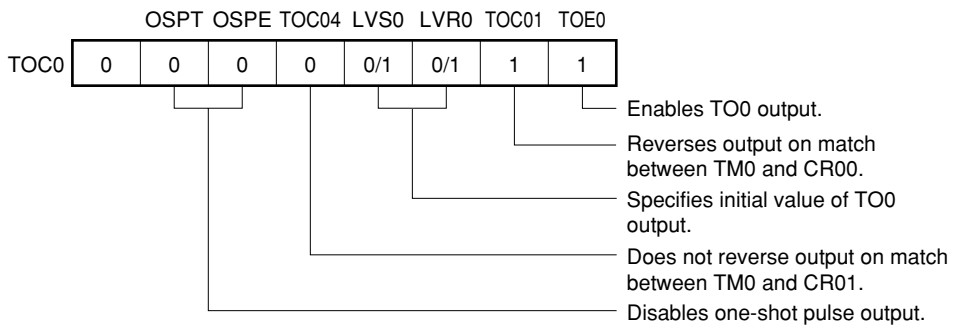 OSPT OSPE TOC04 LVS0 LVR0 TOC01 TOE0
TOC0 0 0 0 0 0/1 0/1 1 1
Enables TO0 output.
Reverses output on match
between TM0 and CR00.
Specifies initial value of TO0
output.
Does not reverse output on match
between TM0 and CR01.
Disables one-shot pulse output.